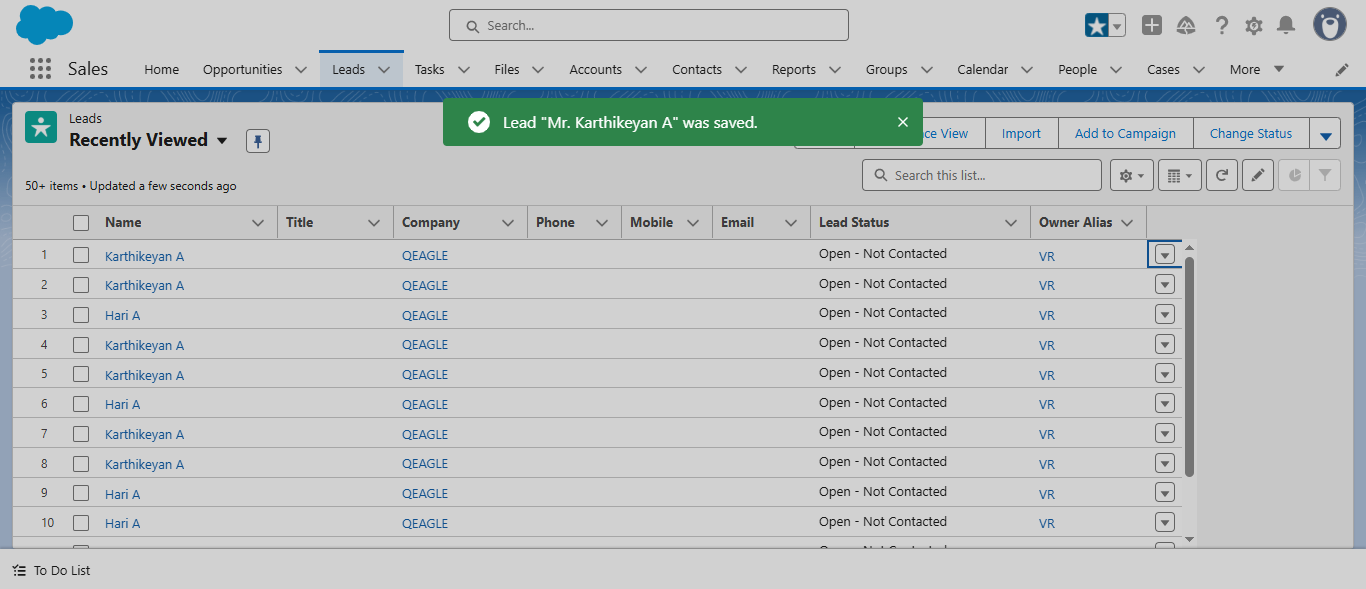 Search...
Sales
Home
Opportunities
Leads
Tasks
Files
Accounts
Contacts
Reports
Groups
Calendar
People
Cases
More
Lead "Mr. Karthikeyan A" was saved.
Leads
Recently Viewed
View
Import
Add to Campaign
Change Status
50+ items • Updated a few seconds ago
Search this list...
Name Title Company Phone Mobile Email Lead Status Owner Alias
1 Karthikeyan A QEAGLE Open - Not Contacted VR
2 Karthikeyan A QEAGLE Open - Not Contacted VR
3 Hari A QEAGLE Open - Not Contacted VR
4 Karthikeyan A QEAGLE Open - Not Contacted VR
5 Karthikeyan A QEAGLE Open - Not Contacted VR
6 Hari A QEAGLE Open - Not Contacted VR
7 Karthikeyan A QEAGLE Open - Not Contacted VR
8 Karthikeyan A QEAGLE Open - Not Contacted VR
9 Hari A QEAGLE Open - Not Contacted VR
10 Hari A QEAGLE Open - Not Contacted VR
To Do List